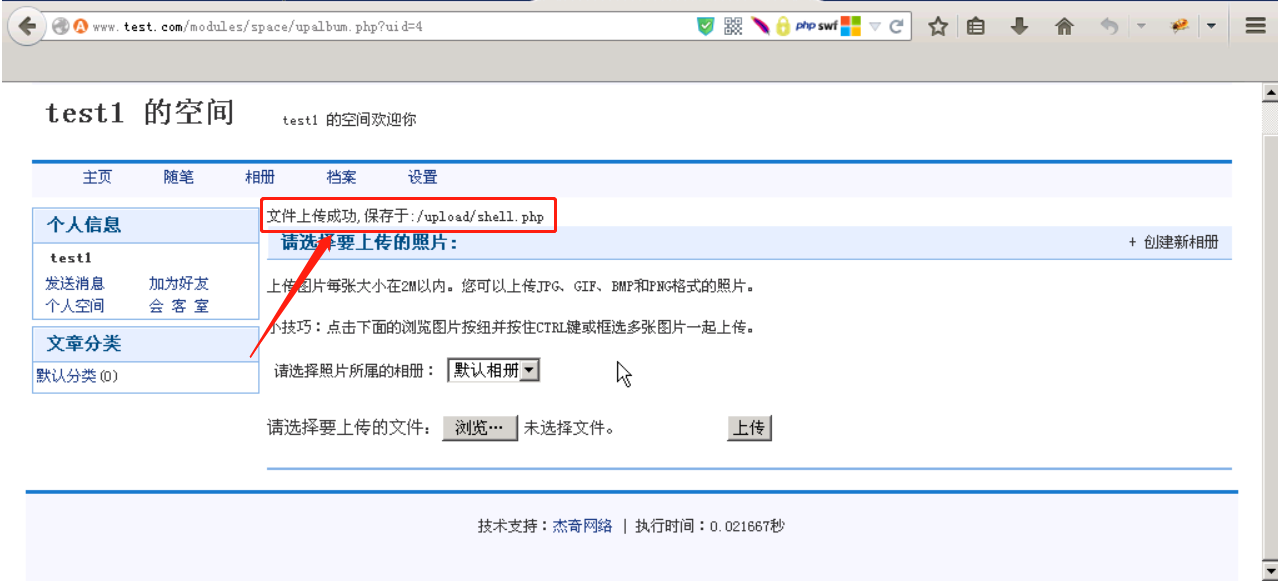 www.test.com/modules/space/upalbum.php?uid=4
php swf
test1 的空间 test1 的空间欢迎你
主页 随笔 相册 档案 设置
个人信息
test1
发送消息 加为好友
个人空间 会 客 室
文章分类
默认分类(0)
文件上传成功,保存于:/upload/shell.php
请选择要上传的照片: + 创建新相册
上传图片每张大小在2M以内。您可以上传JPG、GIF、BMP和PNG格式的照片。
小技巧：点击下面的浏览图片按纽并按住CTRL键或框选多张图片一起上传。
请选择照片所属的相册： 默认相册
请选择要上传的文件： 浏览… 未选择文件。 上传
技术支持：杰奇网络 | 执行时间：0.021667秒